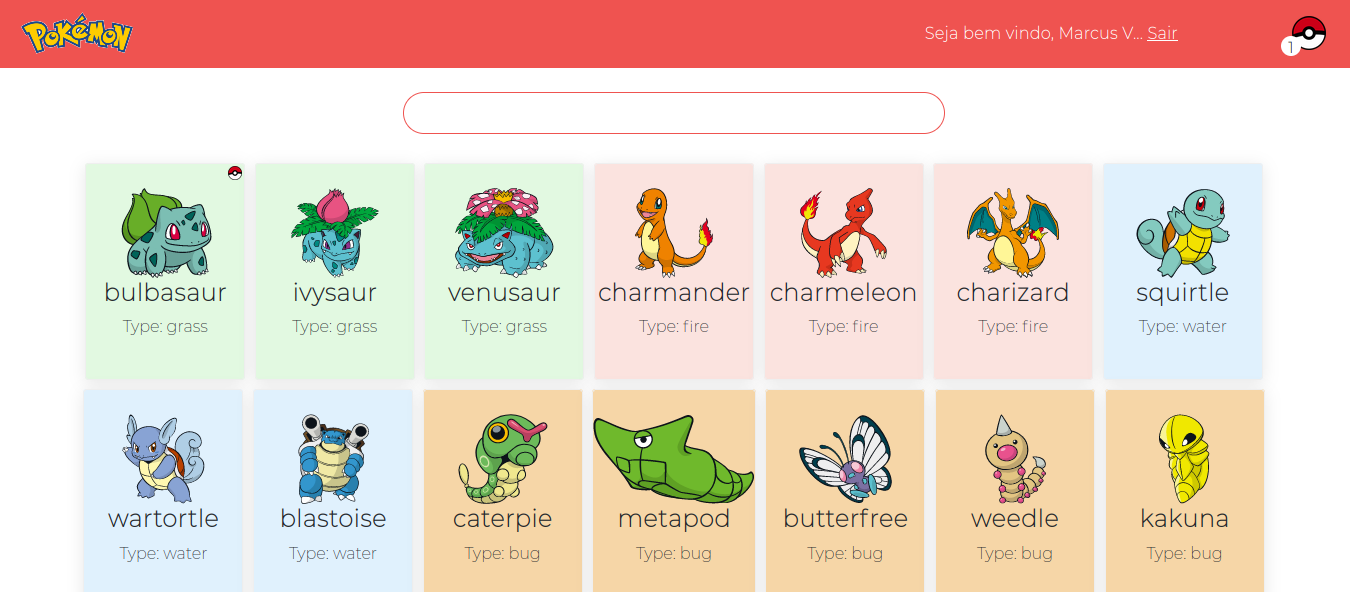 POKéMON
Seja bem vindo, Marcus V... Sair
1
bulbasaur
Type: grass
ivysaur
Type: grass
venusaur
Type: grass
charmander
Type: fire
charmeleon
Type: fire
charizard
Type: fire
squirtle
Type: water
wartortle
Type: water
blastoise
Type: water
caterpie
Type: bug
metapod
Type: bug
butterfree
Type: bug
weedle
Type: bug
kakuna
Type: bug